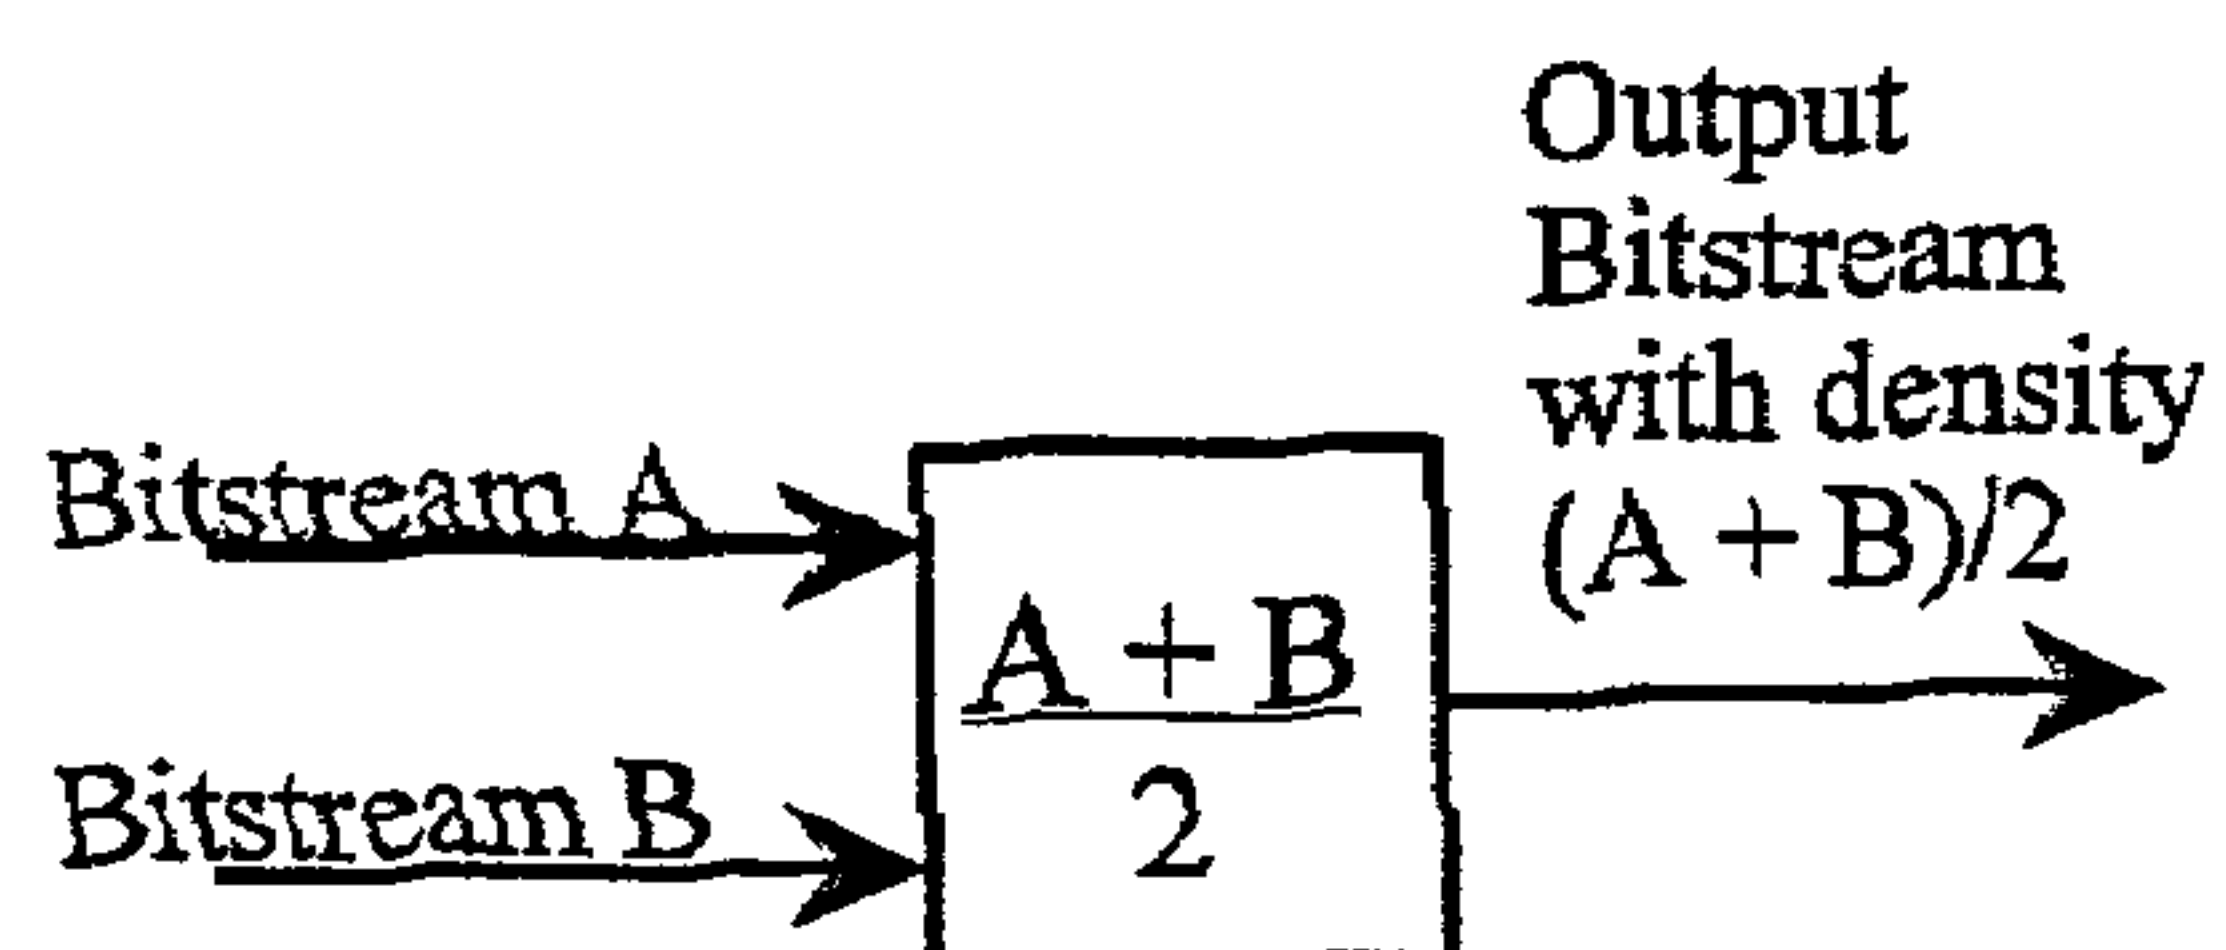 Output
Bitstream
with density
(A + B)/2
Bitstream A
A + B
2
Bitstream B